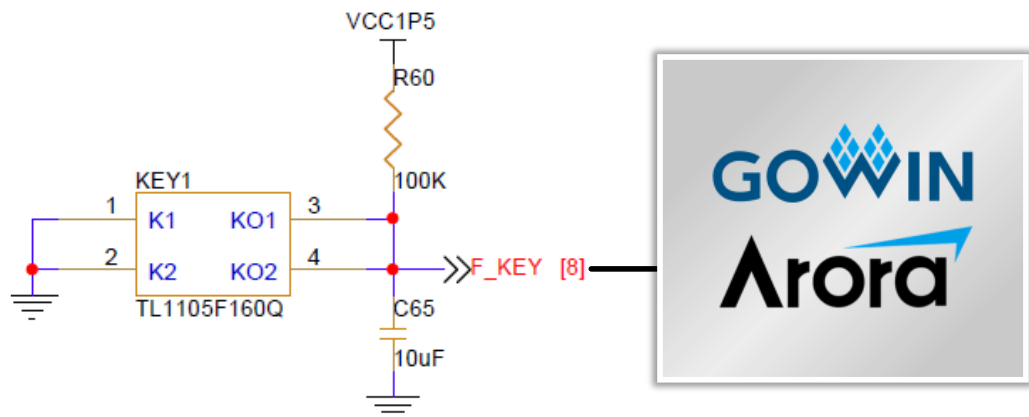 VCC1P5
R60
100K
KEY1
1 K1 KO1 3
2 K2 KO2 4
TL1105F160Q
F_KEY [8]
C65
10uF
GOWIN
Arora